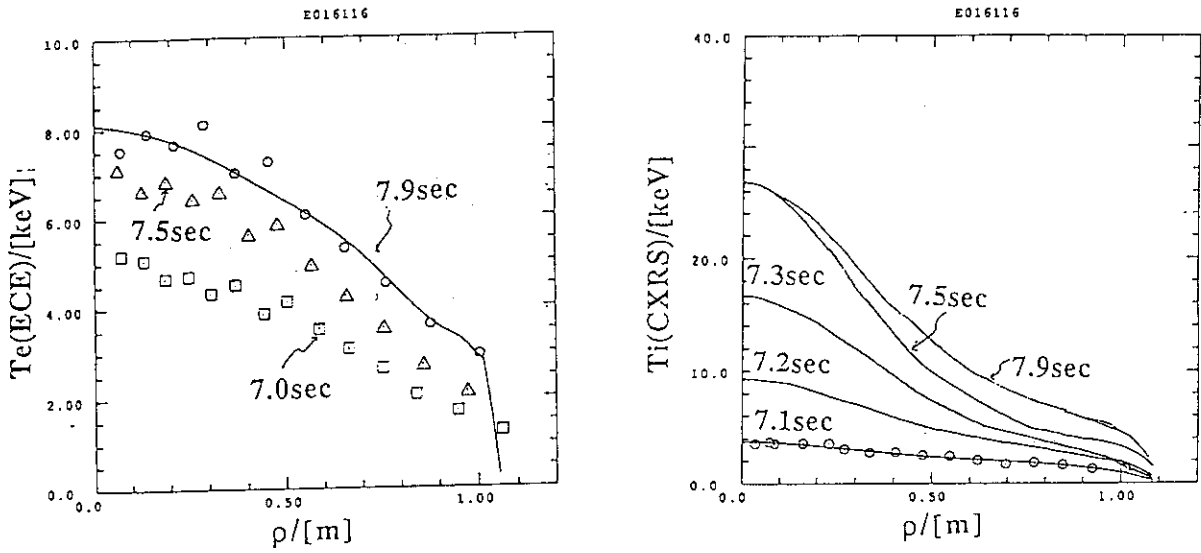 E016116
10.0
8.00
6.00
4.00
2.00
0.0
0.0
0.50
1.00
Te(ECE)/[keV]
ρ/[m]
7.9sec
7.5sec
7.0sec
E016116
40.0
20.0
10.0
0.0
0.0
0.50
1.00
Ti(CXRS)/[keV]
ρ/[m]
7.3sec
7.5sec
7.2sec
7.9sec
7.1sec